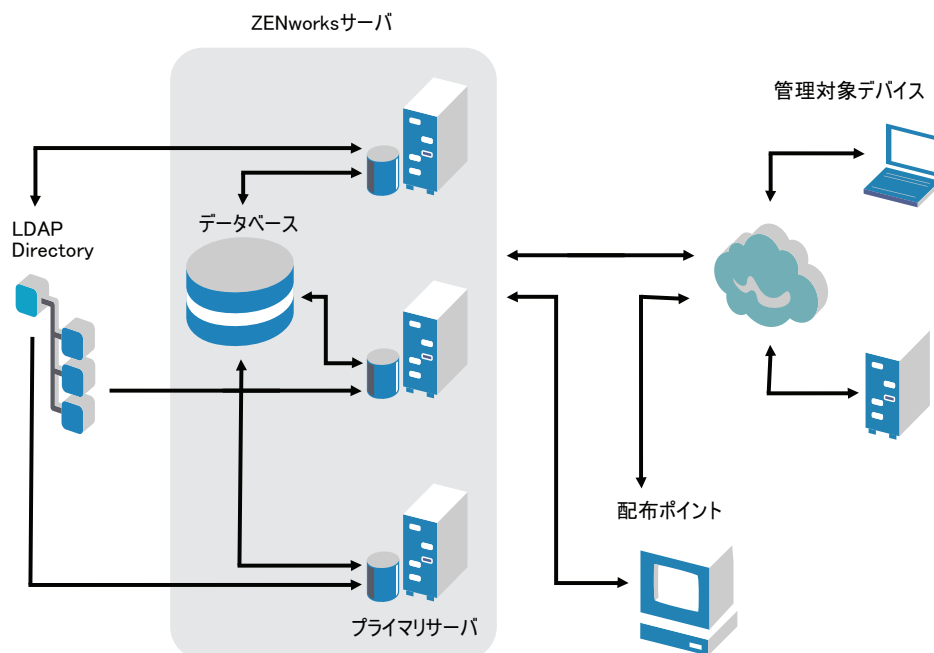 ZENworksサーバ
管理対象デバイス
LDAP
Directory
データベース
配布ポイント
プライマリサーバ